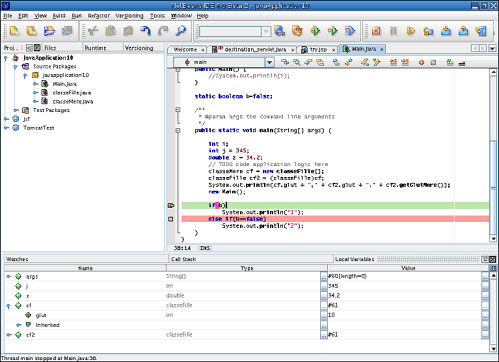 NetBeans IDE 4.0 Beta2 - JavaApplication10
File Edit View Build Run Refactor Versioning Tools Window Help
Proj... Files Runtime Versioning
JavaApplication10
Source Packages
javaapplication10
Main.java
classeFille.java
classeMere.java
Test Packages
jsf
TomcatTest
Welcome destination_server.java try.jsp Main.java
main
public Main() {
//System.out.println(i);
}
static boolean b=false;
/**
* @param args the command line arguments
*/
public static void main(String[] args) {
int i;
int j = 345;
double z = 34.2;
// TODO code application logic here
classeMere cf = new classeFille();
classeFille cf2 = (classeFille)cf;
System.out.println(cf.glut + "," + cf2.glut + "," + cf2.getGlutMere());
new Main();
if(b)
System.out.println("1");
else if(b==false)
System.out.println("2");
}
}
38:14 INS
Watches Call Stack Local Variables
Name Type Value
args String[] #60(length=0)
j int 345
z double 34.2
cf classeFille #61
glut int 10
Inherited
cf2 classeFille #61
Thread main stopped at Main.java:38.